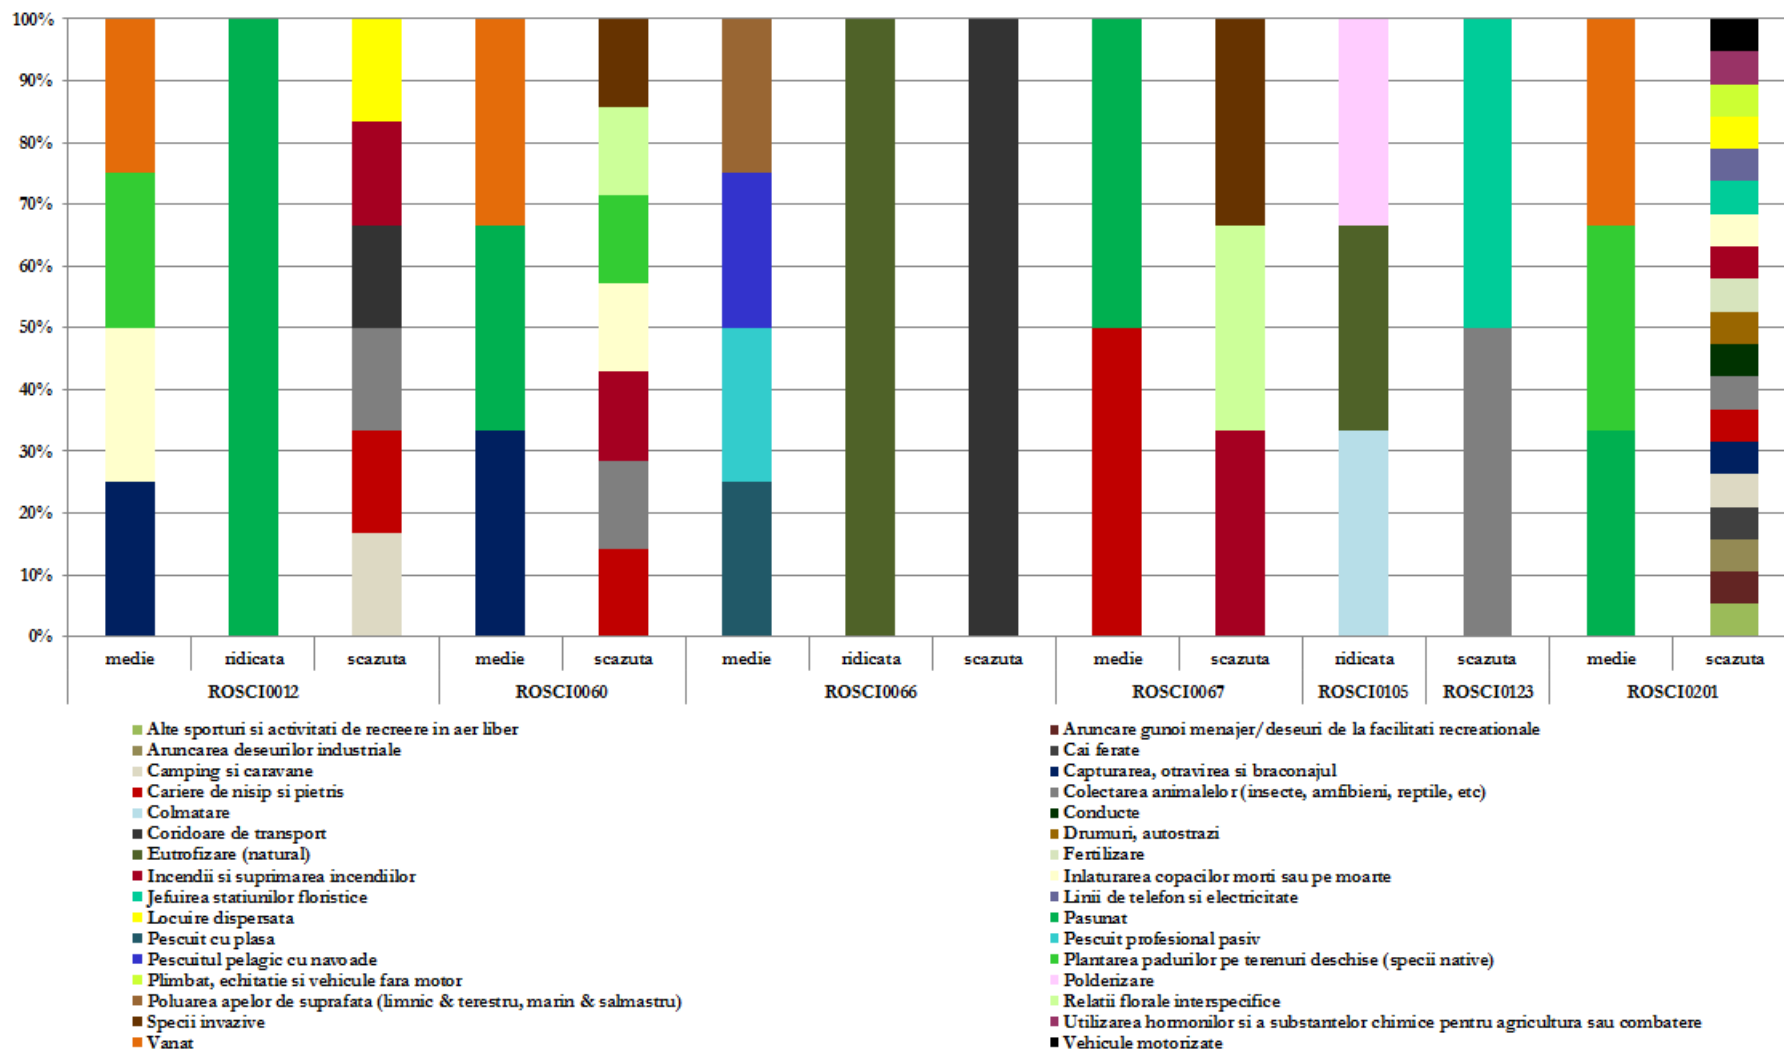 100%
90%
80%
70%
60%
50%
40%
30%
20%
10%
0%
medie ridicata scazuta medie scazuta medie ridicata scazuta medie scazuta ridicata scazuta medie scazuta
ROSCI0012 ROSCI0060 ROSCI0066 ROSCI0067 ROSCI0105 ROSCI0123 ROSCI0201
Alte sporturi si activitati de recreere in aer liber
Aruncare gunoi menajer/deseuri de la facilitati recreationale
Aruncarea deseurilor industriale
Cai ferate
Camping si caravane
Capturarea, otravirea si braconajul
Cariere de nisip si pietris
Colectarea animalelor (insecte, amfibieni, reptile, etc)
Colmatare
Conducte
Coridoare de transport
Drumuri, autostrazi
Eutrofizare (natural)
Fertilizare
Incendii si suprimarea incendiilor
Inlaturarea copacilor morti sau pe moarte
Jefuirea statiunilor floristice
Linii de telefon si electricitate
Locuire dispersata
Pasunat
Pescuit cu plasa
Pescuit profesional pasiv
Pescuitul pelagic cu navoade
Plantarea padurilor pe terenuri deschise (specii native)
Plimbat, echitatie si vehicule fara motor
Polderizare
Poluarea apelor de suprafata (limnic & terestru, marin & salmastru)
Relatii florale interspecifice
Specii invazive
Utilizarea hormonilor si a substantelor chimice pentru agricultura sau combatere
Vanat
Vehicule motorizate